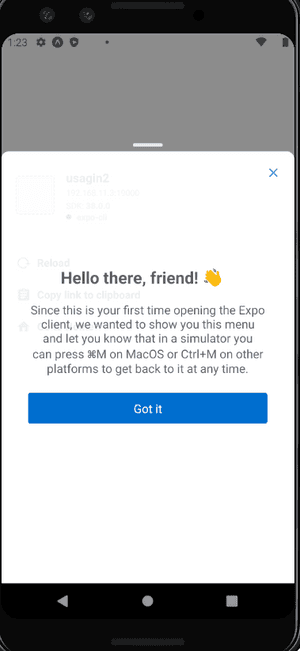 1:23
usagin2
Reload
Copy link to clipboard
Hello there, friend! 👋
Since this is your first time opening the Expo
client, we wanted to show you this menu
and let you know that in a simulator you
can press ⌘M on MacOS or Ctrl+M on other
platforms to get back to it at any time.
Got it